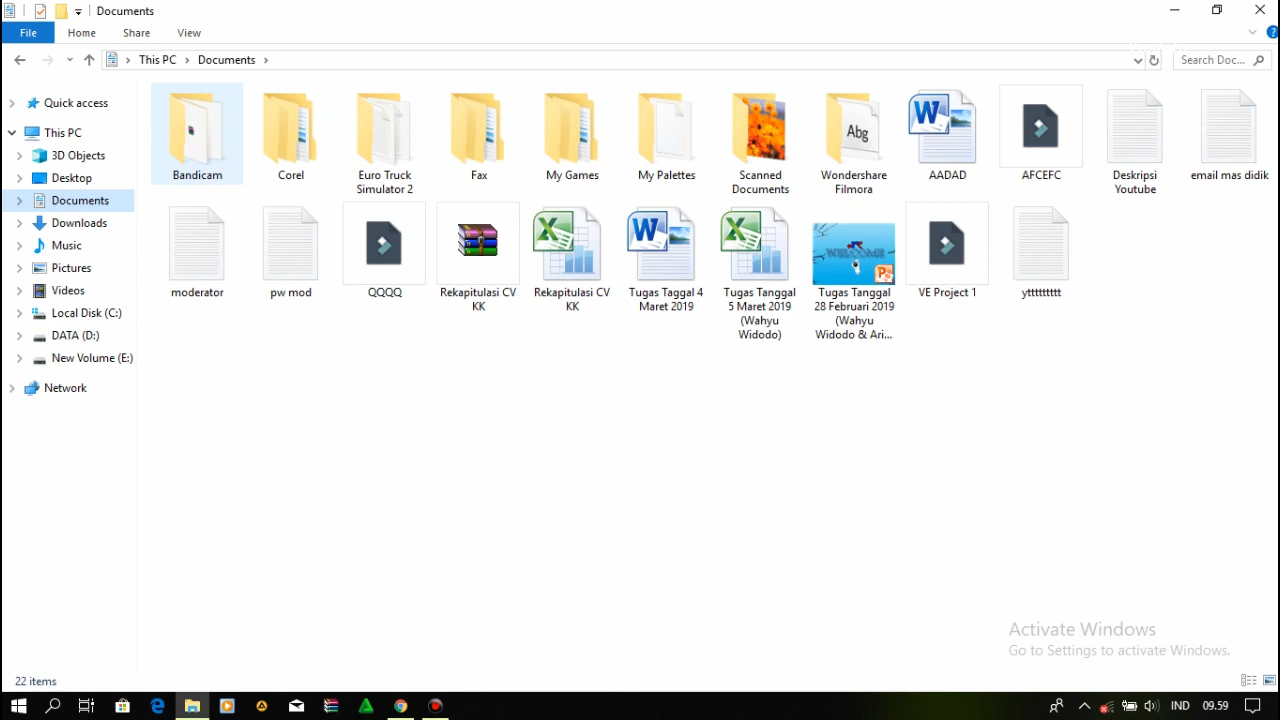 Documents
File Home Share View
This PC Documents
Search Doc...
Quick access
This PC
3D Objects
Desktop
Documents
Downloads
Music
Pictures
Videos
Local Disk (C:)
DATA (D:)
New Volume (E:)
Network
Bandicam
Corel
Euro Truck
Simulator 2
Fax
My Games
My Palettes
Scanned
Documents
Abg
Wondershare
Filmora
AADAD
AFCEFC
Deskripsi
Youtube
email mas didik
moderator
pw mod
QQQQ
Rekapitulasi CV
KK
Rekapitulasi CV
KK
Tugas Taggal 4
Maret 2019
Tugas Tanggal
5 Maret 2019
(Wahyu
Widodo)
WELCOME
Tugas Tanggal
28 Februari 2019
(Wahyu
Widodo & Ari...
VE Project 1
yttttttttt
Activate Windows
Go to Settings to activate Windows.
22 items
IND 09.59